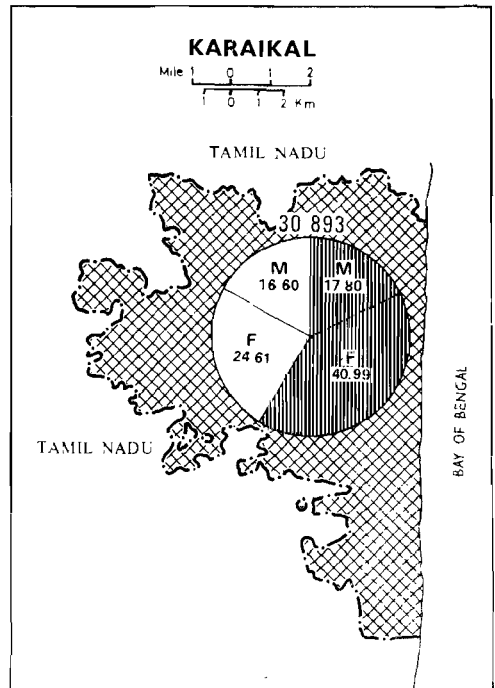 KARAIKAL
Mile 1 0 1 2
1 0 1 2 Km
TAMIL NADU
30 893
M
16 60
M
17 80
F
24 61
F
40.99
TAMIL NADU
BAY OF BENGAL